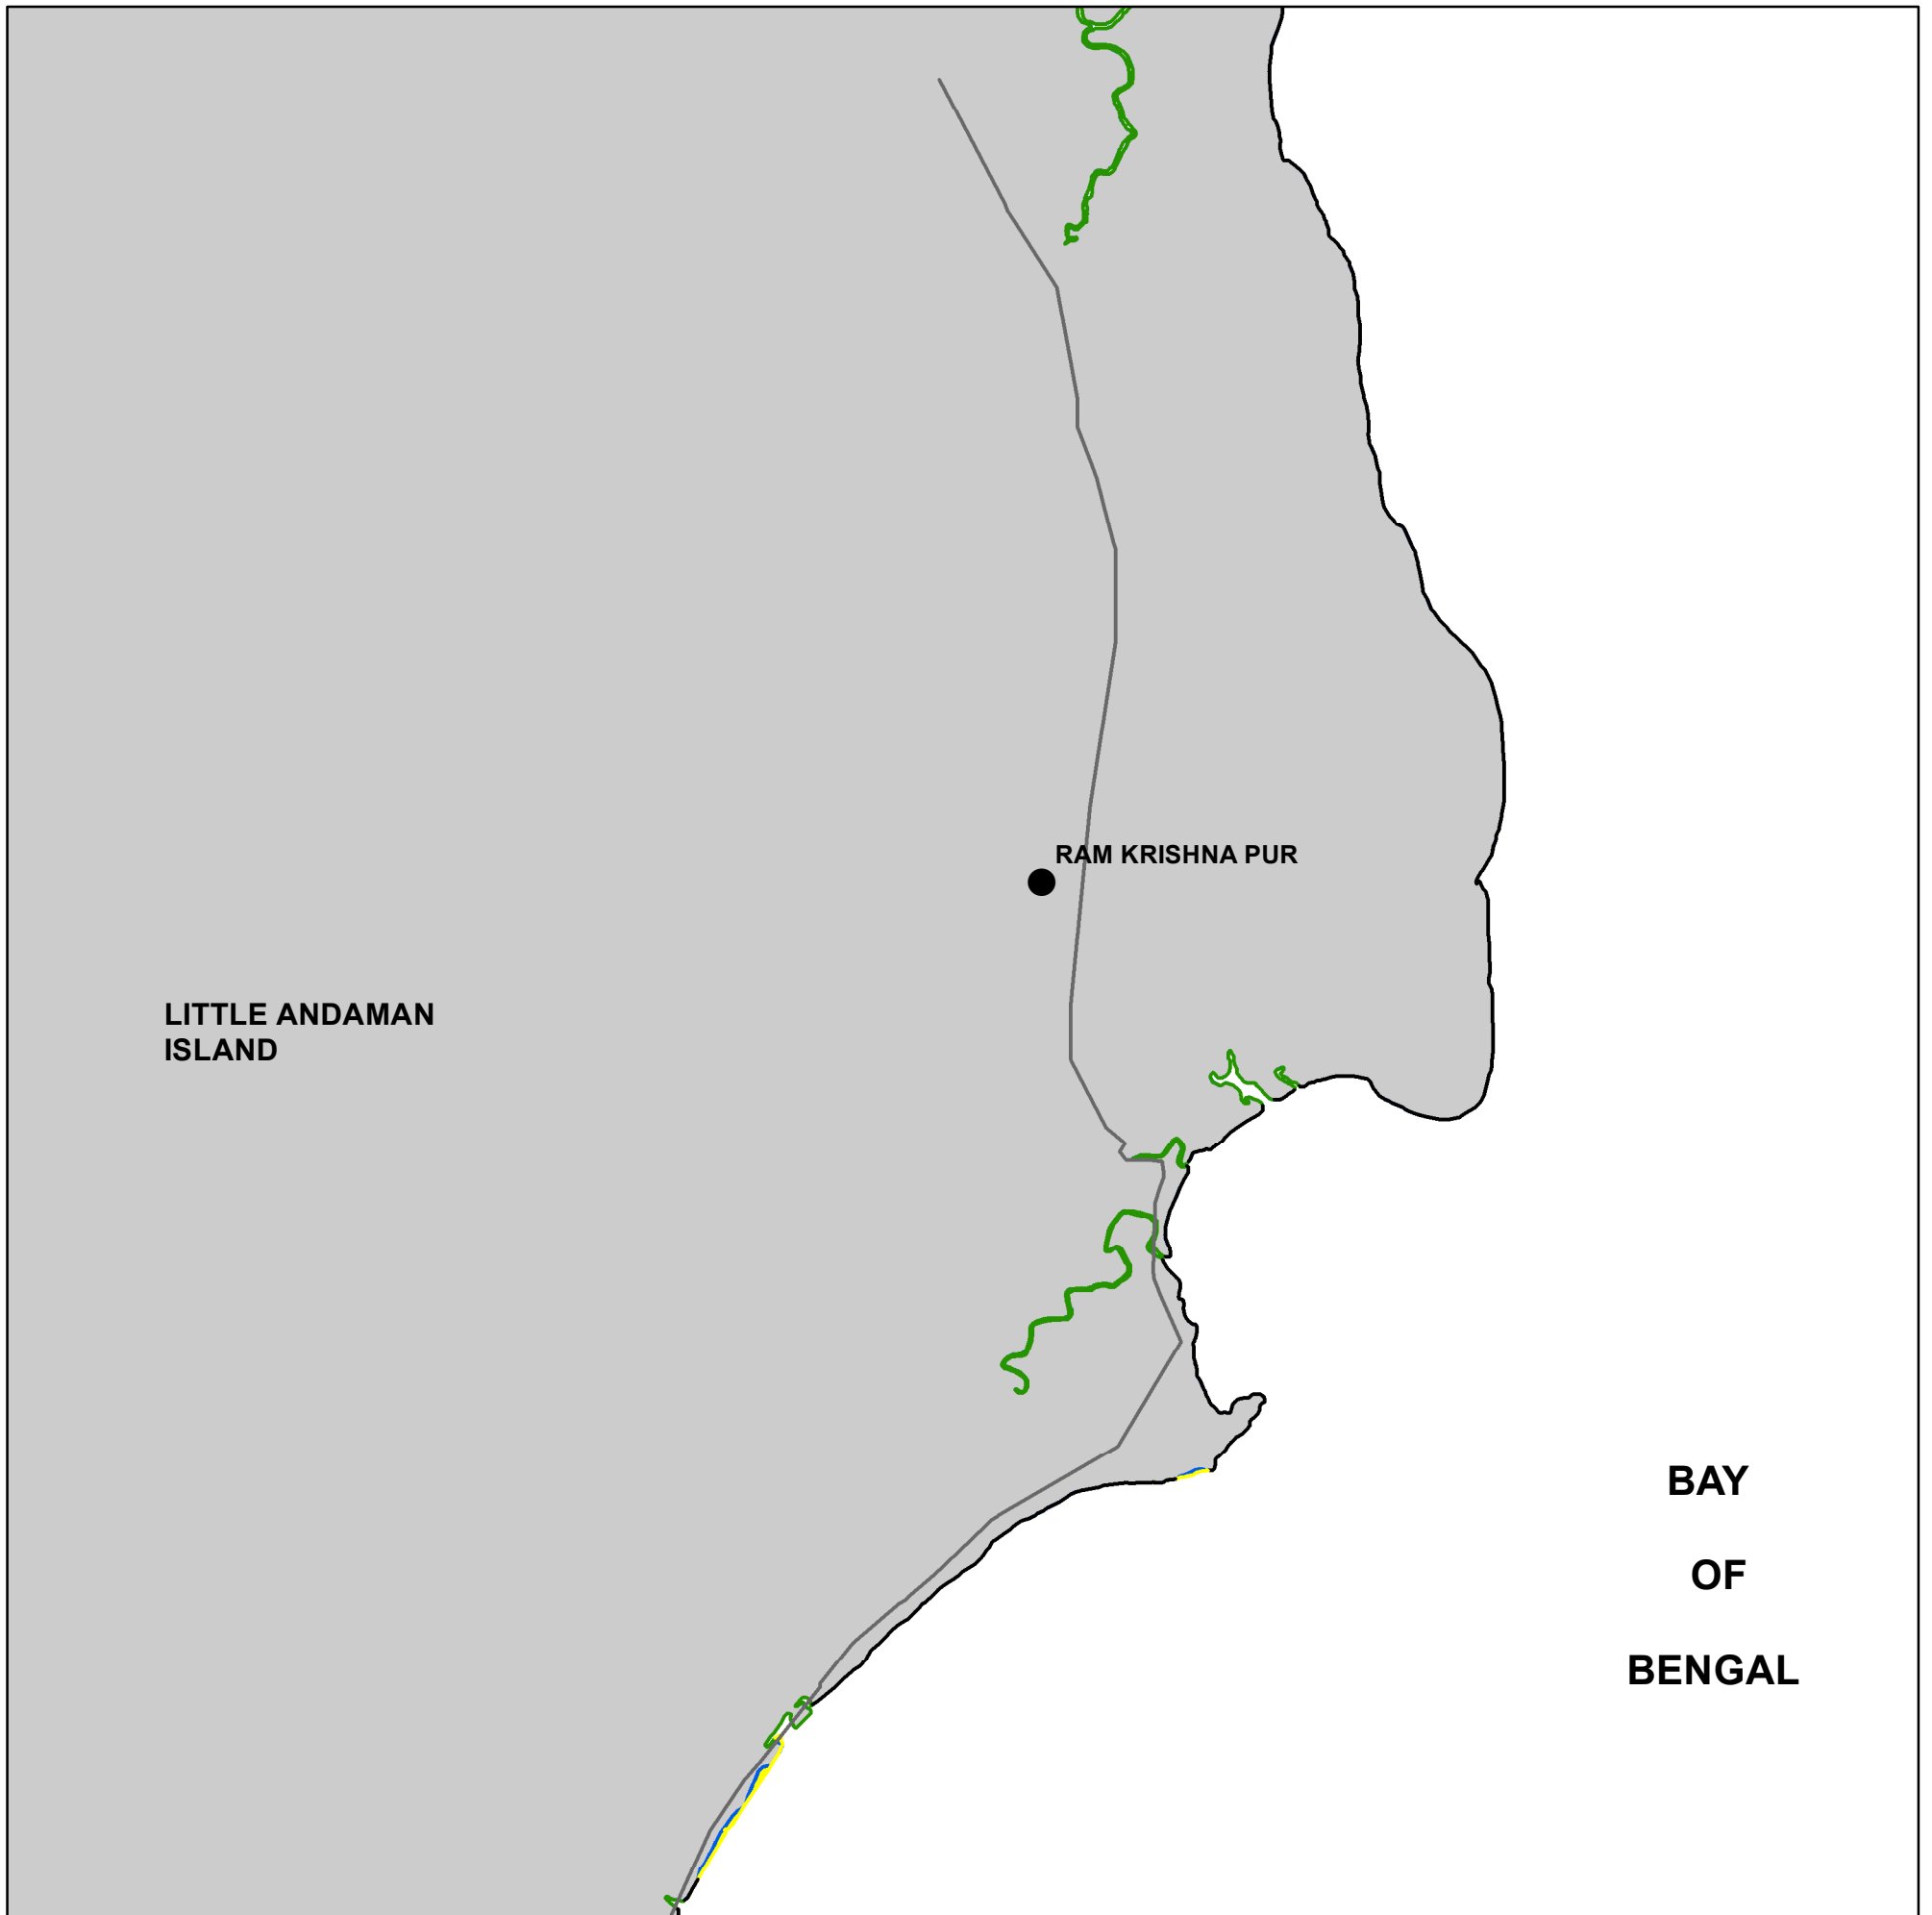 RAM KRISHNA PUR
LITTLE ANDAMAN
ISLAND
BAY
OF
BENGAL